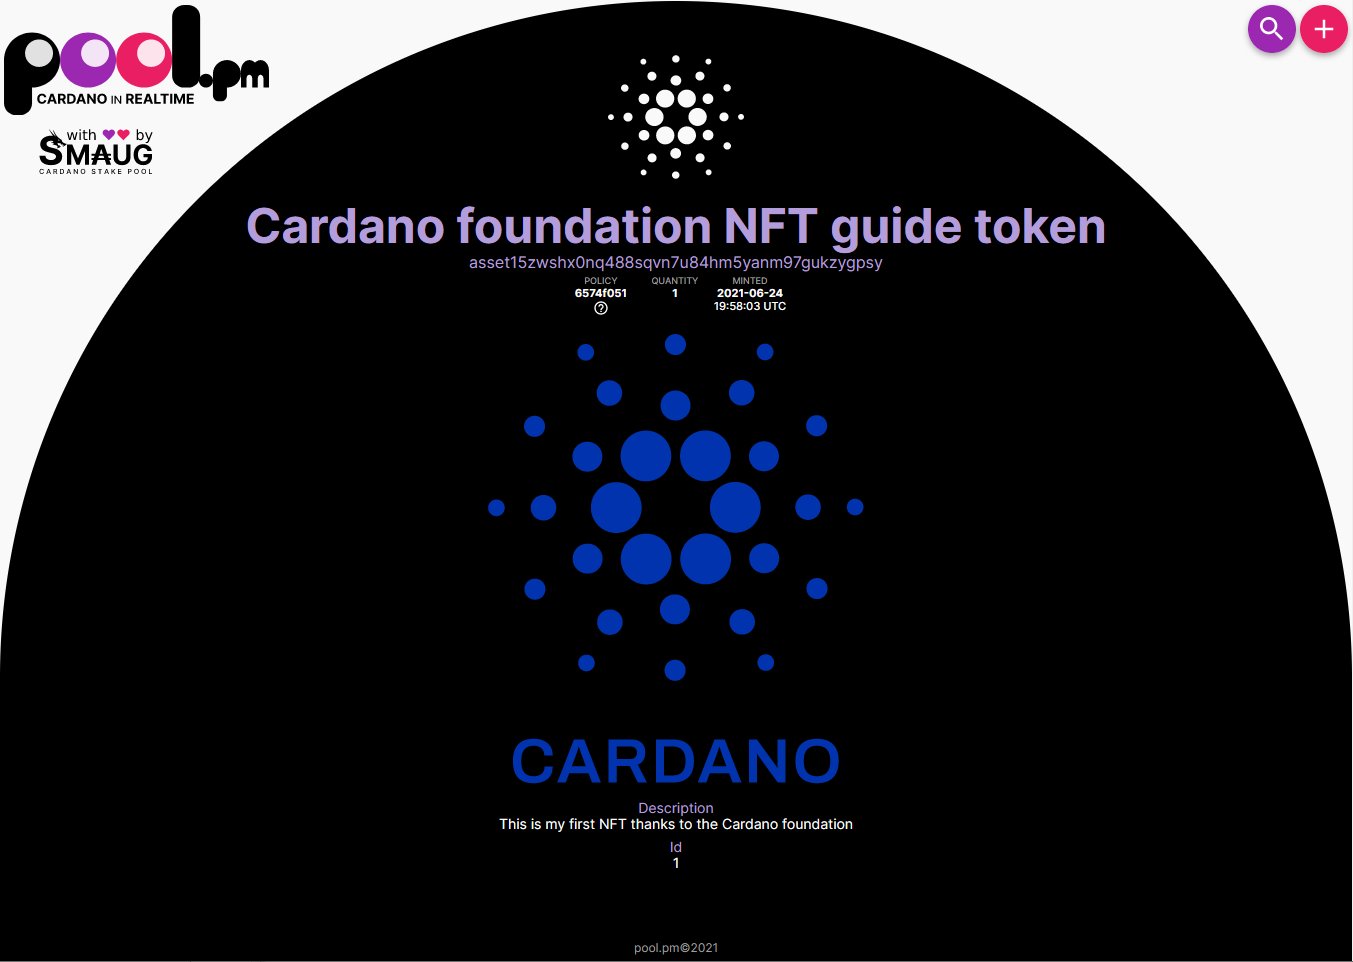 pool.pm
CARDANO IN REALTIME
with by
SMAUG
CARDANO STAKE POOL
Cardano foundation NFT guide token
asset15zwshx0nq488sqvn7u84hm5yanm97gukzygpsy
POLICY QUANTITY MINTED
6574f051 1 2021-06-24
19:58:03 UTC
CARDANO
Description
This is my first NFT thanks to the Cardano foundation
Id
1
pool.pm©2021